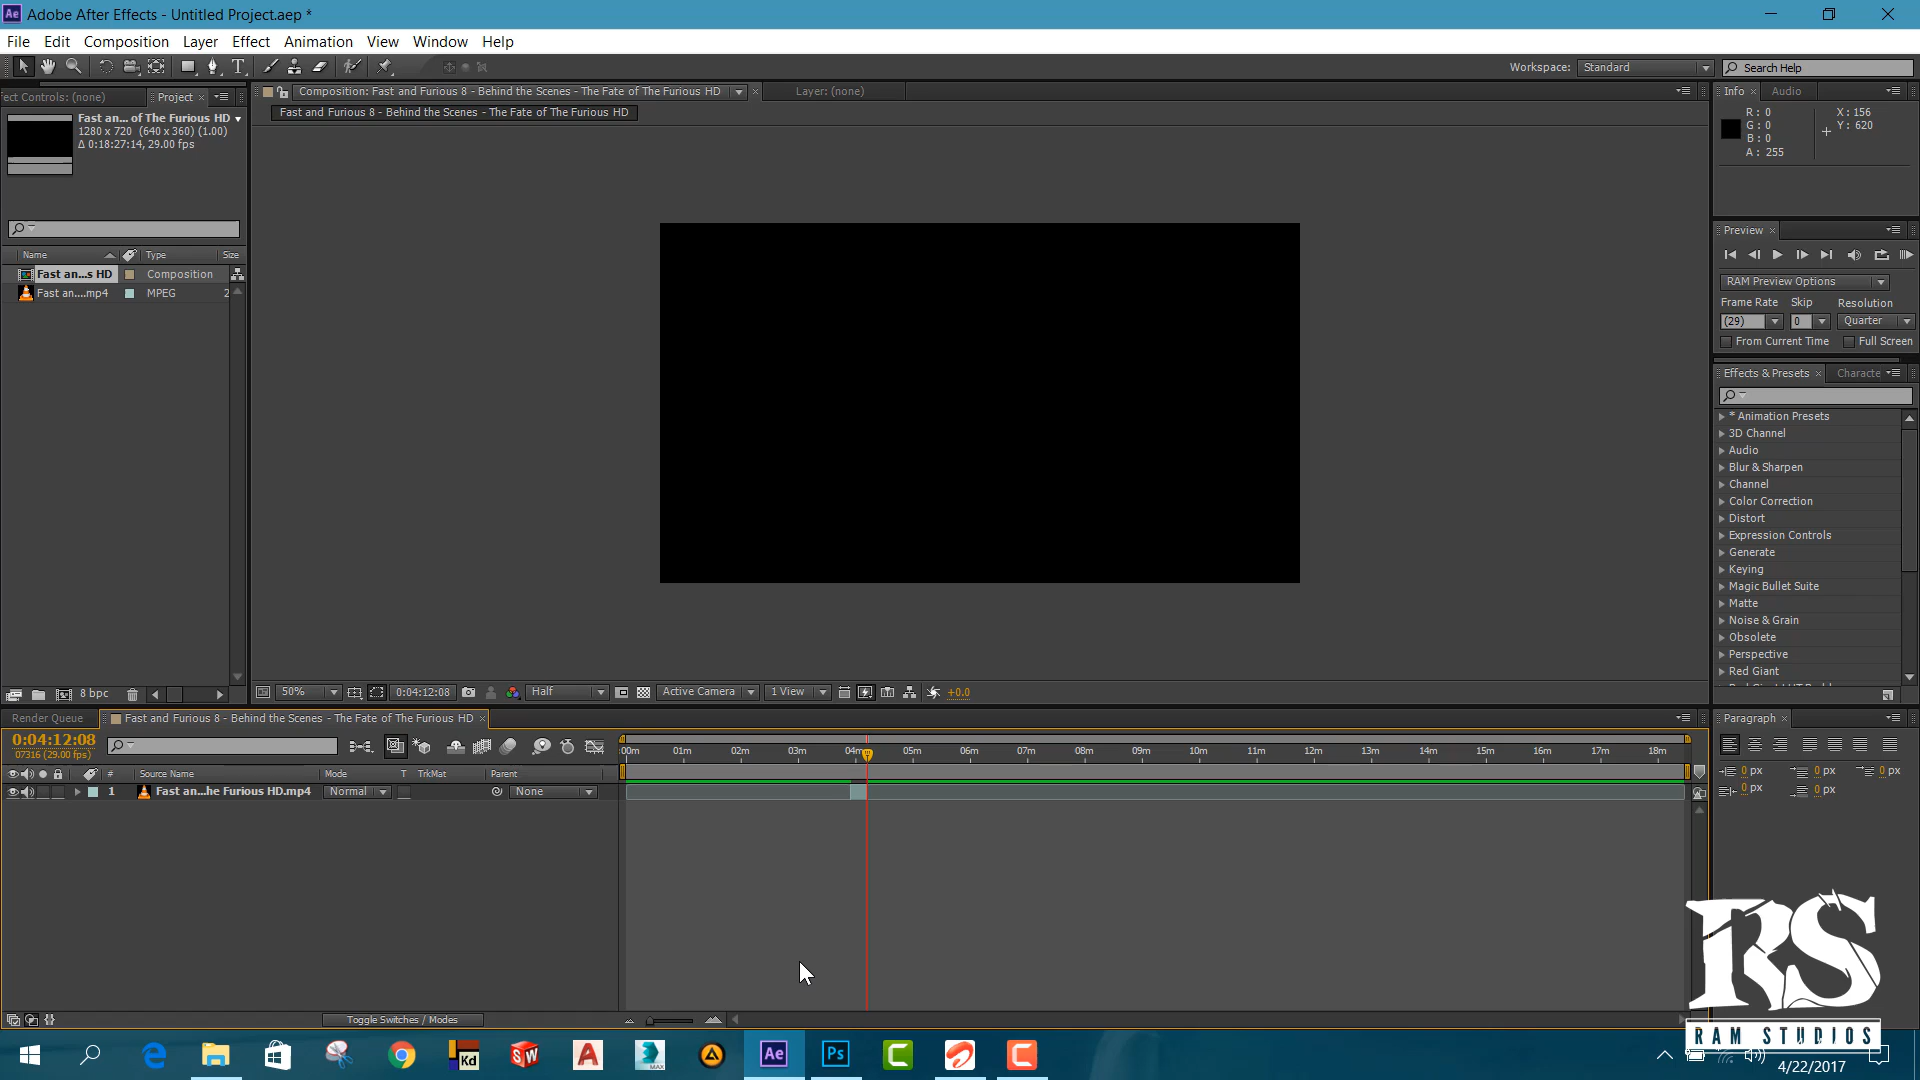 Ae Adobe After Effects - Untitled Project.aep *
File Edit Composition Layer Effect Animation View Window Help
T Workspace: Standard Search Help
ect Controls: (none) Project Composition: Fast and Furious 8 - Behind the Scenes - The Fate of The Furious HD Layer: (none) Info Audio
Fast and Furious 8 - Behind the Scenes - The Fate of The Furious HD
Fast an... of The Furious HD
1280 x 720 (640 x 360) (1.00)
Δ 0:18:27:14, 29.00 fps
R: 0 X: 156
G: 0 Y: 620
B: 0
A: 255
Preview
Name Type Size
Fast an...s HD Composition
Fast an....mp4 MPEG 2
RAM Preview Options
Frame Rate Skip Resolution
(29) 0 Quarter
From Current Time Full Screen
Effects & Presets Characte
* Animation Presets
3D Channel
Audio
Blur & Sharpen
Channel
Color Correction
Distort
Expression Controls
Generate
Keying
Magic Bullet Suite
Matte
Noise & Grain
Obsolete
Perspective
Red Giant
8 bpc 50% 0:04:12:08 Half Active Camera 1 View +0.0
Render Queue Fast and Furious 8 - Behind the Scenes - The Fate of The Furious HD Paragraph
0:04:12:08
07316 (29.00 fps)
:00m 01m 02m 03m 04m 05m 06m 07m 08m 09m 10m 11m 12m 13m 14m 15m 16m 17m 18m
# Source Name Mode T TrkMat Parent
1 Fast an...he Furious HD.mp4 Normal None
0 px 0 px 0 px
0 px 0 px
Toggle Switches / Modes
RS
RAM STUDIOS
Kd SW A MAX Ae Ps C C
4/22/2017